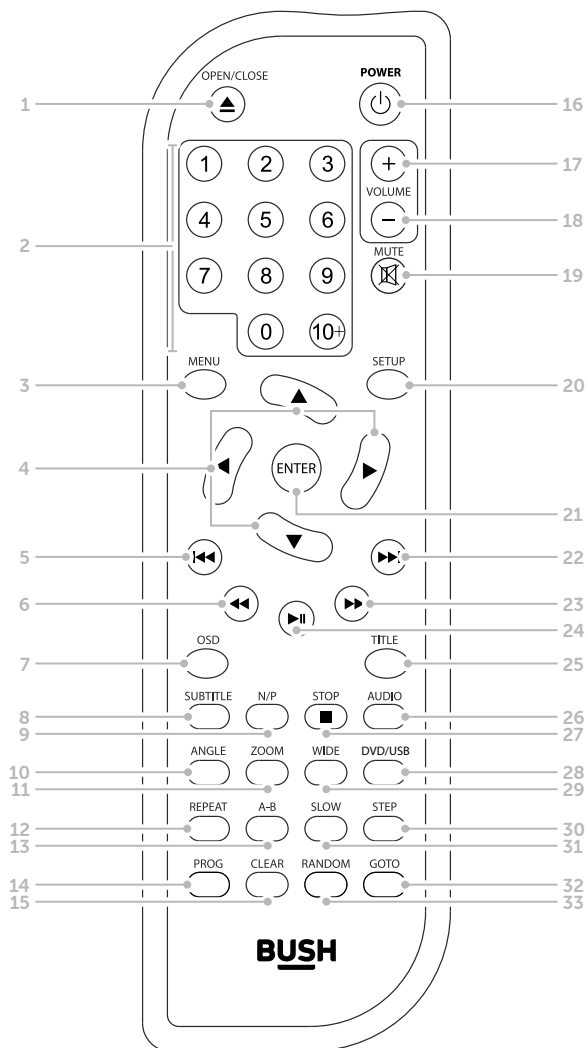 OPEN/CLOSE POWER
1 16
1 2 3 + 17
VOLUME
4 5 6 − 18
2 MUTE
7 8 9 19
0 10+
MENU SETUP
3 20
4 ENTER
21
5 22
6 23
24
OSD TITLE
7 25
SUBTITLE N/P STOP AUDIO
8 26
9 27
ANGLE ZOOM WIDE DVD/USB
10 28
11 29
REPEAT A-B SLOW STEP
12 30
13 31
PROG CLEAR RANDOM GOTO
14 32
15 33
BUSH